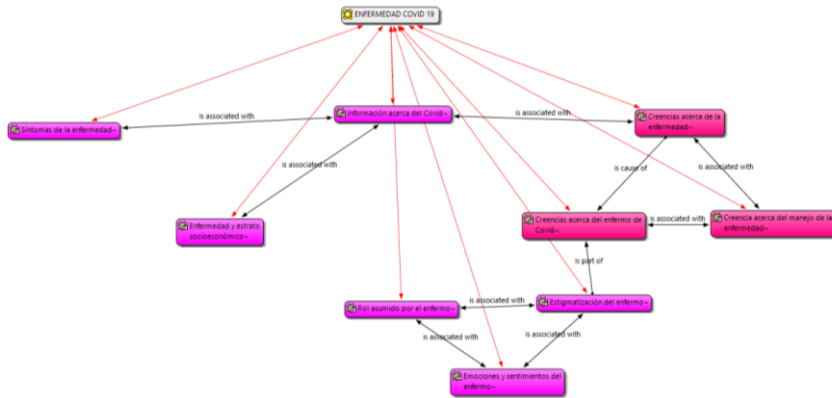 ENFERMEDAD COVID 19
Información acerca del Covid~
Creencias acerca de la
enfermedad~
is associated with
is associated with
Sintomas de la enfermedad~
is associated with
is cause of
is associated with
Enfermedad y estrato
socioeconómico~
Creencias acerca del enfermo de
Covid~
is associated with
Creencia acerca del manejo de la
enfermedad~
is part of
Rol asumido por el enfermo~
is associated with
Estigmatización del enfermo~
is associated with
is associated with
Emociones y sentimientos del
enfermo~